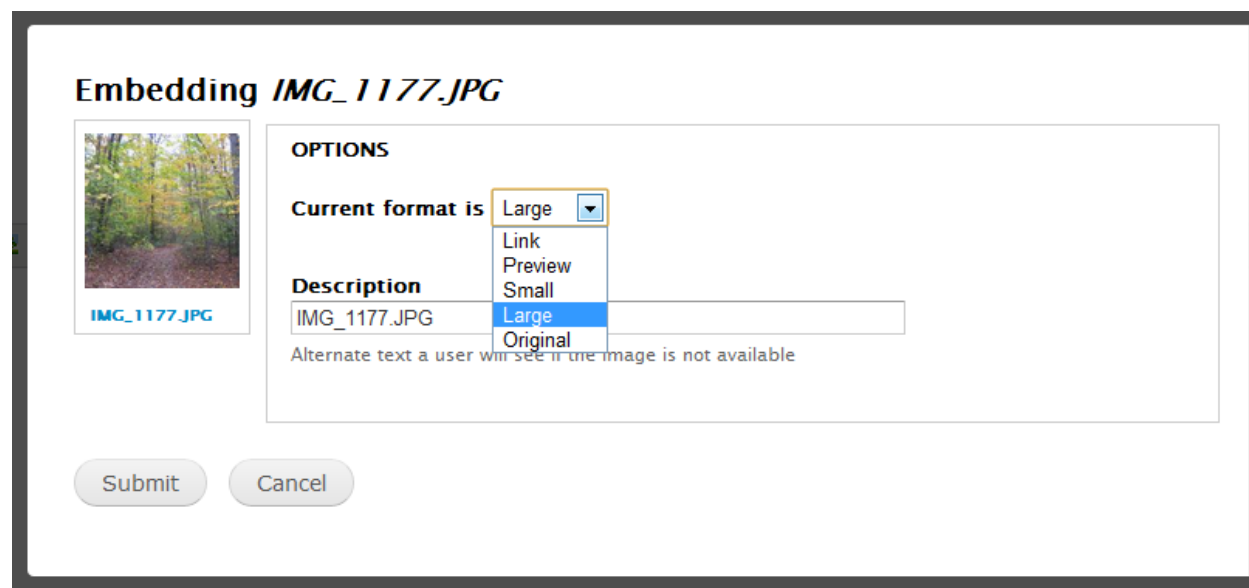 Embedding IMG_1177.JPG
IMG_1177.JPG
OPTIONS
Current format is Large
Link
Preview
Small
Large
Original
Description
IMG_1177.JPG
Alternate text a user will see if the image is not available
Submit Cancel